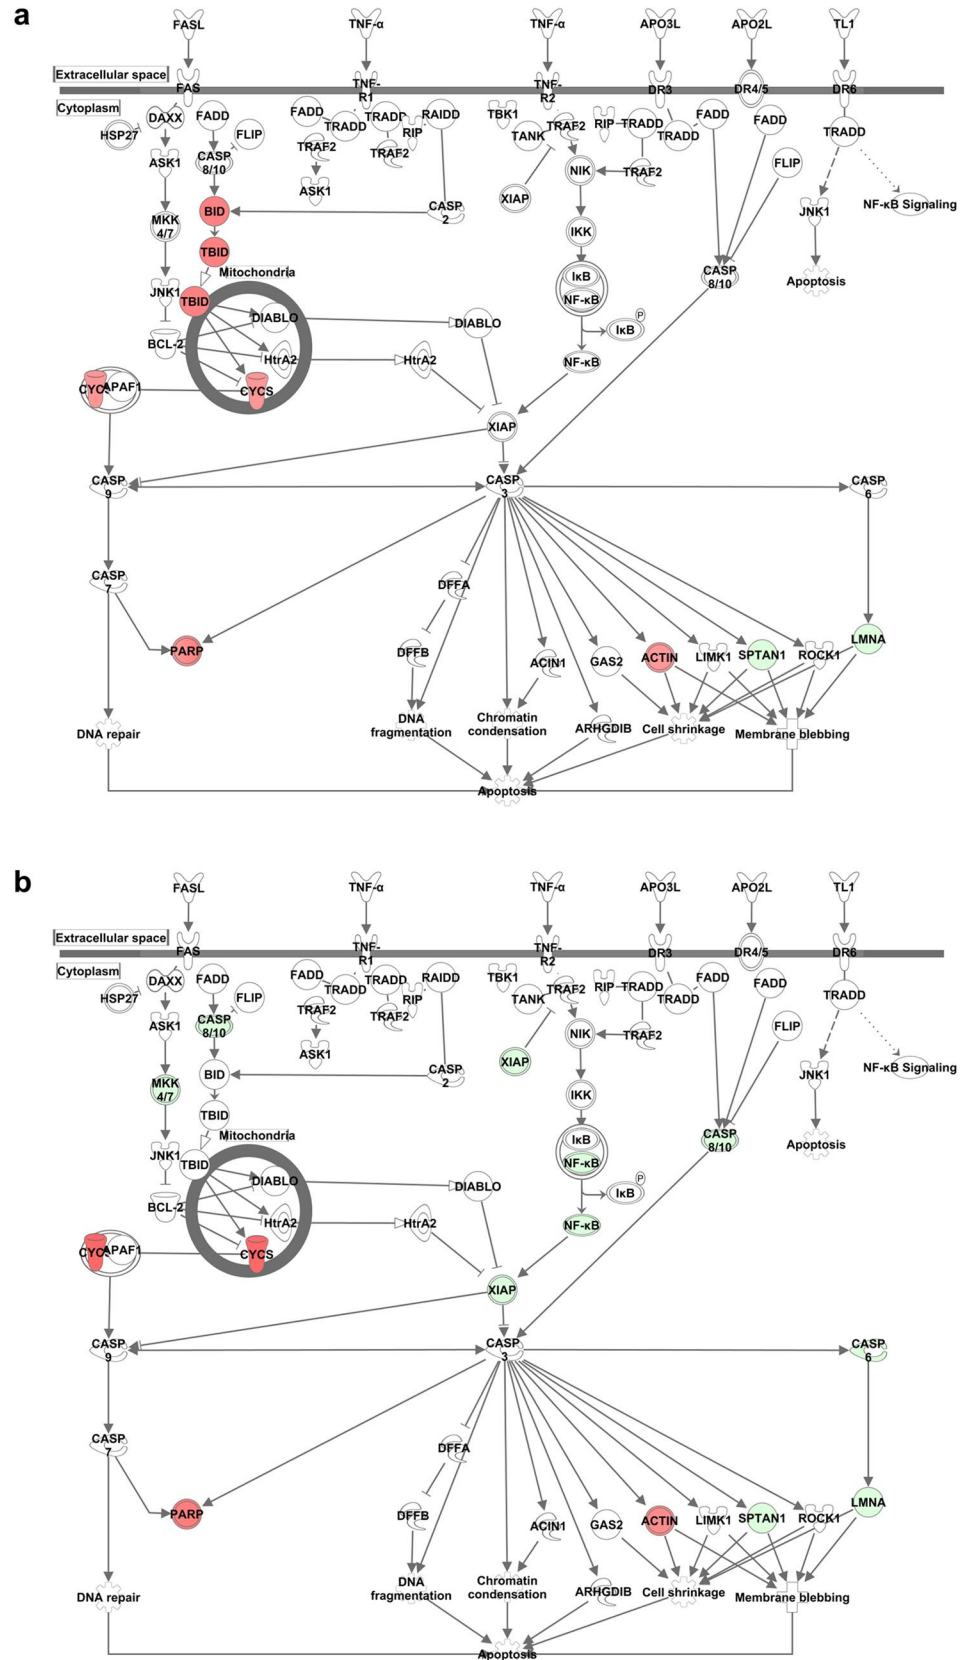 a
FASL TNF-α TNF-α APO3L APO2L TL1
Extracellular space
FAS TNF-R1 TNF-R2 DR3 DR4/5 DR6
Cytoplasm
HSP27 DAXX FADD FLIP FADD TRADD TRADD RIP RAIDD TBK1 TANK TRAF2 RIP TRADD TRADD FADD FADD TRADD
ASK1 CASP 8/10 TRAF2 TRAF2 NIK TRAF2 FLIP
ASK1 XIAP
MKK 4/7 BID CASP 2 JNK1 NF-κB Signaling
IKK
TBID
Mitochondria IκB CASP 8/10 Apoptosis
JNK1 TBID NF-κB
DIABLO DIABLO IκB P
BCL-2 HtrA2 HtrA2 NF-κB
CYCS APAF1 CYCS
XIAP
CASP 9 CASP 3 CASP 6
CASP 7 DFFA
PARP DFFB ACIN1 GAS2 ACTIN LIMK1 SPTAN1 ROCK1 LMNA
DNA repair DNA fragmentation Chromatin condensation ARHGDIB Cell shrinkage Membrane blebbing
Apoptosis
b
FASL TNF-α TNF-α APO3L APO2L TL1
Extracellular space
FAS TNF-R1 TNF-R2 DR3 DR4/5 DR6
Cytoplasm
HSP27 DAXX FADD FLIP FADD TRADD TRADD RIP RAIDD TBK1 TANK TRAF2 RIP TRADD TRADD FADD FADD TRADD
ASK1 CASP 8/10 TRAF2 TRAF2 NIK TRAF2 FLIP
ASK1 XIAP
MKK 4/7 BID CASP 2 JNK1 NF-κB Signaling
IKK
TBID
Mitochondria IκB CASP 8/10 Apoptosis
JNK1 TBID NF-κB
DIABLO DIABLO IκB P
BCL-2 HtrA2 HtrA2 NF-κB
CYCS APAF1 CYCS
XIAP
CASP 9 CASP 3 CASP 6
CASP 7 DFFA
PARP DFFB ACIN1 GAS2 ACTIN LIMK1 SPTAN1 ROCK1 LMNA
DNA repair DNA fragmentation Chromatin condensation ARHGDIB Cell shrinkage Membrane blebbing
Apoptosis